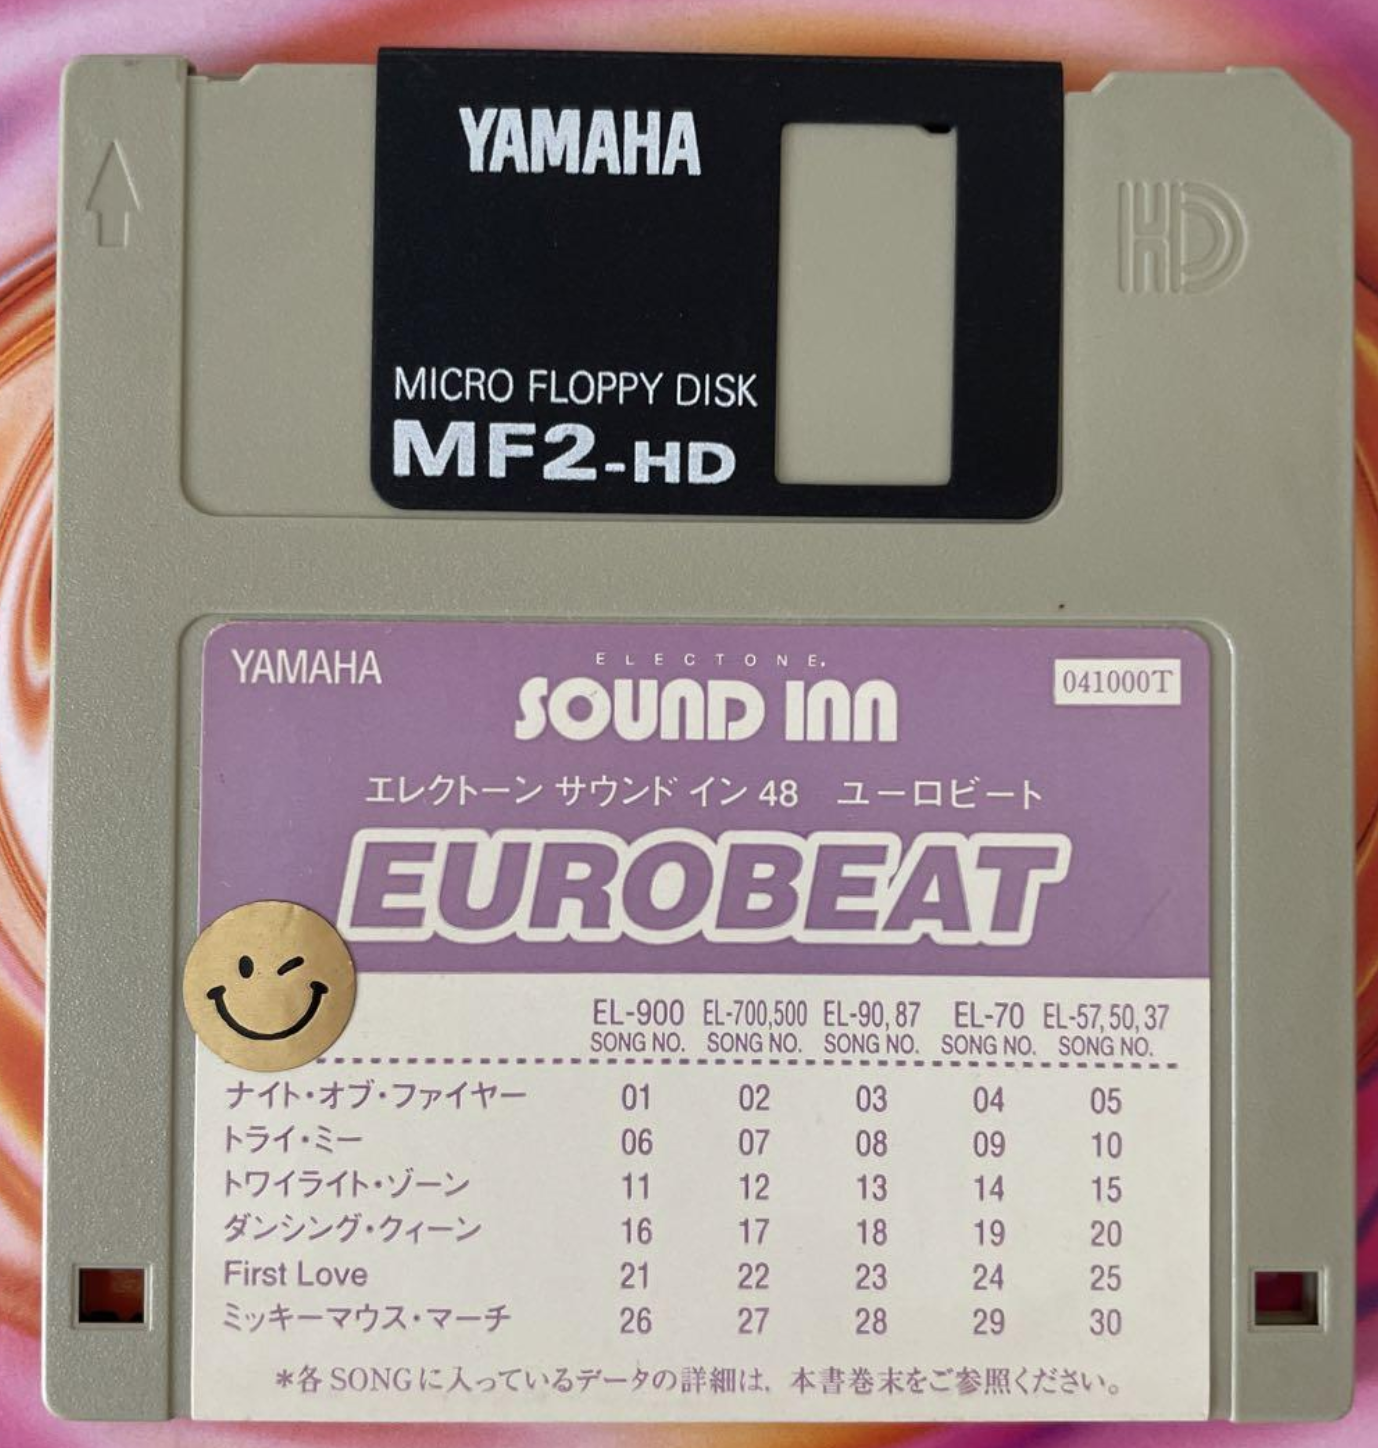 YAMAHA
HD
MICRO FLOPPY DISK
MF2-HD
YAMAHA
ELECTONE®
SOUND INN
041000T
エレクトーン サウンド イン 48 ユーロビート
EUROBEAT
EL-900 EL-700,500 EL-90, 87 EL-70 EL-57, 50, 37
SONG NO. SONG NO. SONG NO. SONG NO. SONG NO.
ナイト・オブ・ファイヤー 01 02 03 04 05
トライ・ミー 06 07 08 09 10
トワイライト・ゾーン 11 12 13 14 15
ダンシング・クィーン 16 17 18 19 20
First Love 21 22 23 24 25
ミッキーマウス・マーチ 26 27 28 29 30
*各SONGに入っているデータの詳細は、本書巻末をご参照ください。